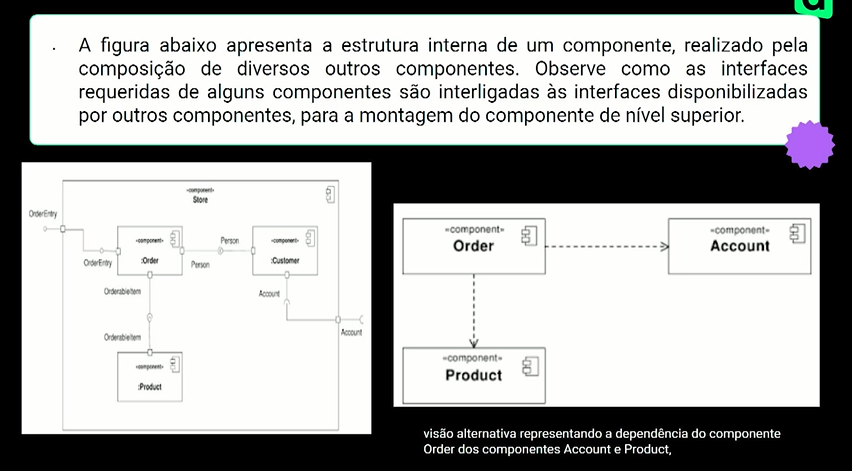 A figura abaixo apresenta a estrutura interna de um componente, realizado pela
composição de diversos outros componentes. Observe como as interfaces
requeridas de alguns componentes são interligadas às interfaces disponibilizadas
por outros componentes, para a montagem do componente de nível superior.
«component»
Store
OrderEntry
OrderEntry
«component»
:Order
Person
Person
«component»
:Customer
OrderableItem
Account
OrderableItem
Account
«component»
:Product
«component»
Order
«component»
Account
«component»
Product
visão alternativa representando a dependência do componente
Order dos componentes Account e Product,